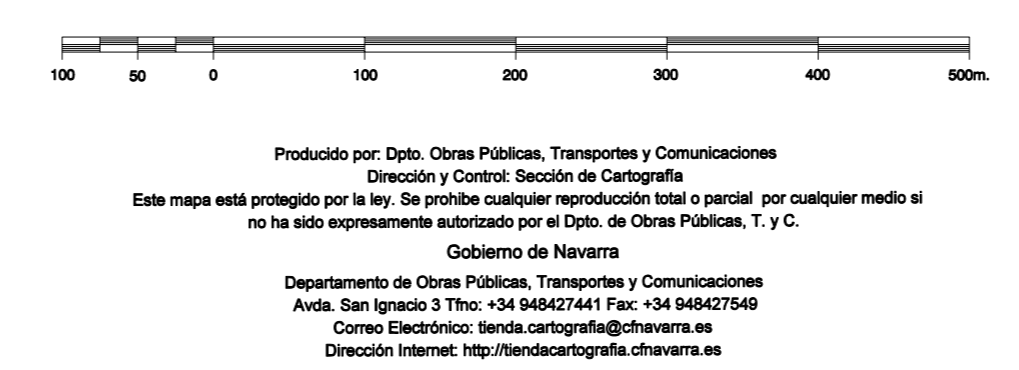 100 50 0 100 200 300 400 500m.
Producido por: Dpto. Obras Públicas, Transportes y Comunicaciones
Dirección y Control: Sección de Cartografía
Este mapa está protegido por la ley. Se prohibe cualquier reproducción total o parcial por cualquier medio si
no ha sido expresamente autorizado por el Dpto. de Obras Públicas, T. y C.
Gobierno de Navarra
Departamento de Obras Públicas, Transportes y Comunicaciones
Avda. San Ignacio 3 Tfno: +34 948427441 Fax: +34 948427549
Correo Electrónico: tienda.cartografia@cfnavarra.es
Dirección Internet: http://tiendacartografia.cfnavarra.es